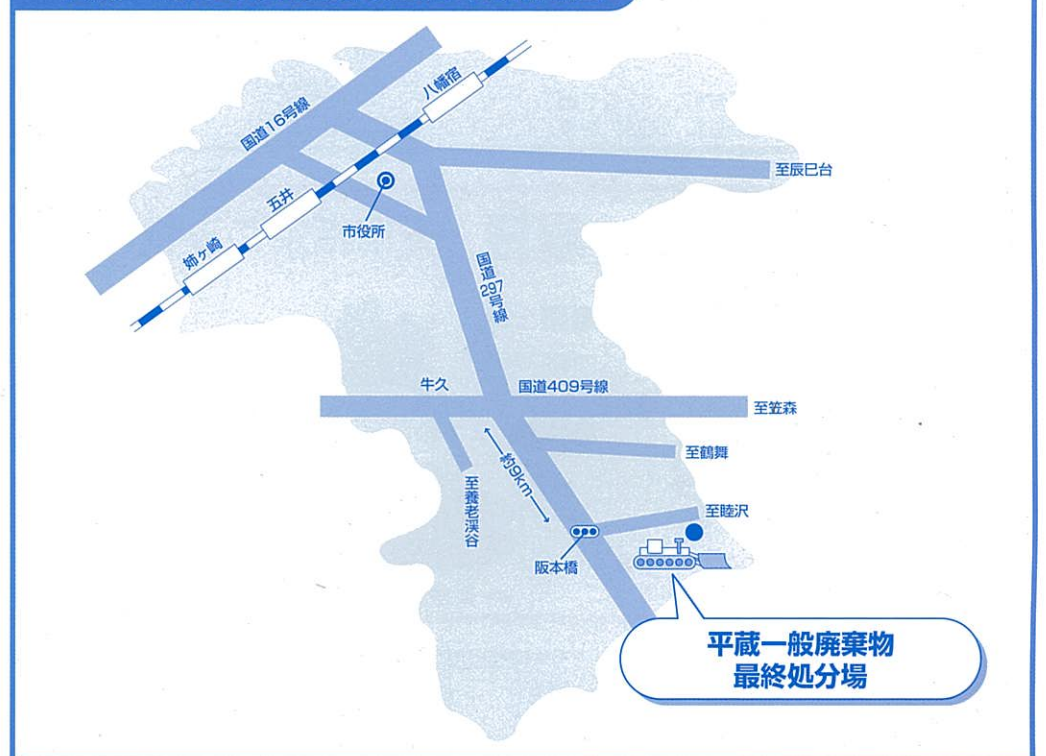 国道16号線
八幡宿
五井
姉ヶ崎
市役所
至辰巳台
国道297号線
牛久
国道409号線
至笠森
約9km
至鶴舞
至養老渓谷
至睦沢
阪本橋
平蔵一般廃棄物
最終処分場